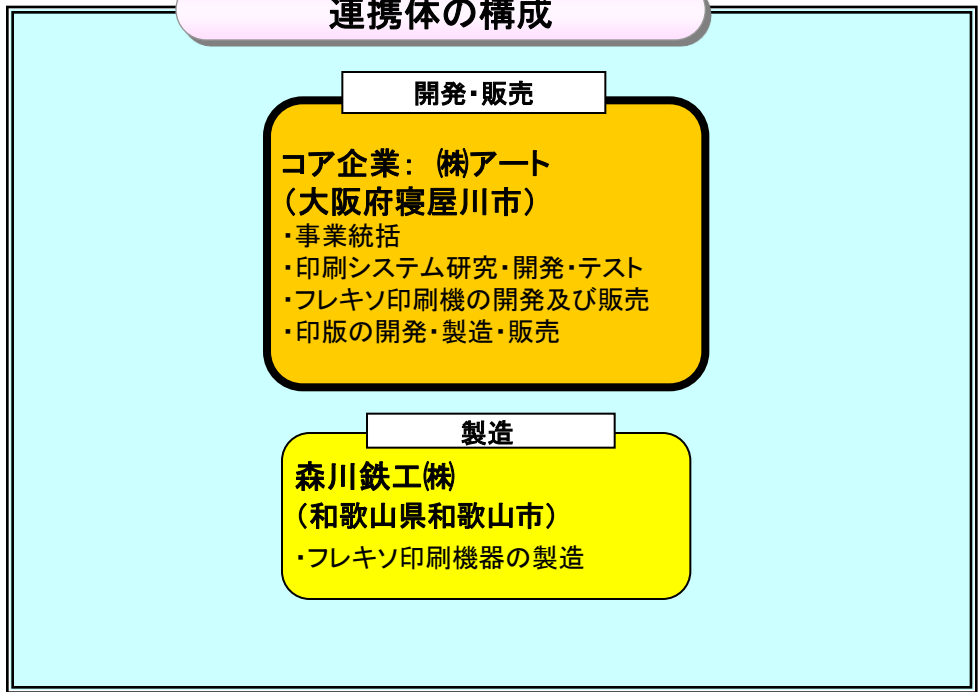 連携体の構成
開発・販売
コア企業： ㈱アート
（大阪府寝屋川市）
・事業統括
・印刷システム研究・開発・テスト
・フレキソ印刷機の開発及び販売
・印版の開発・製造・販売
製造
森川鉄工㈱
（和歌山県和歌山市）
・フレキソ印刷機器の製造